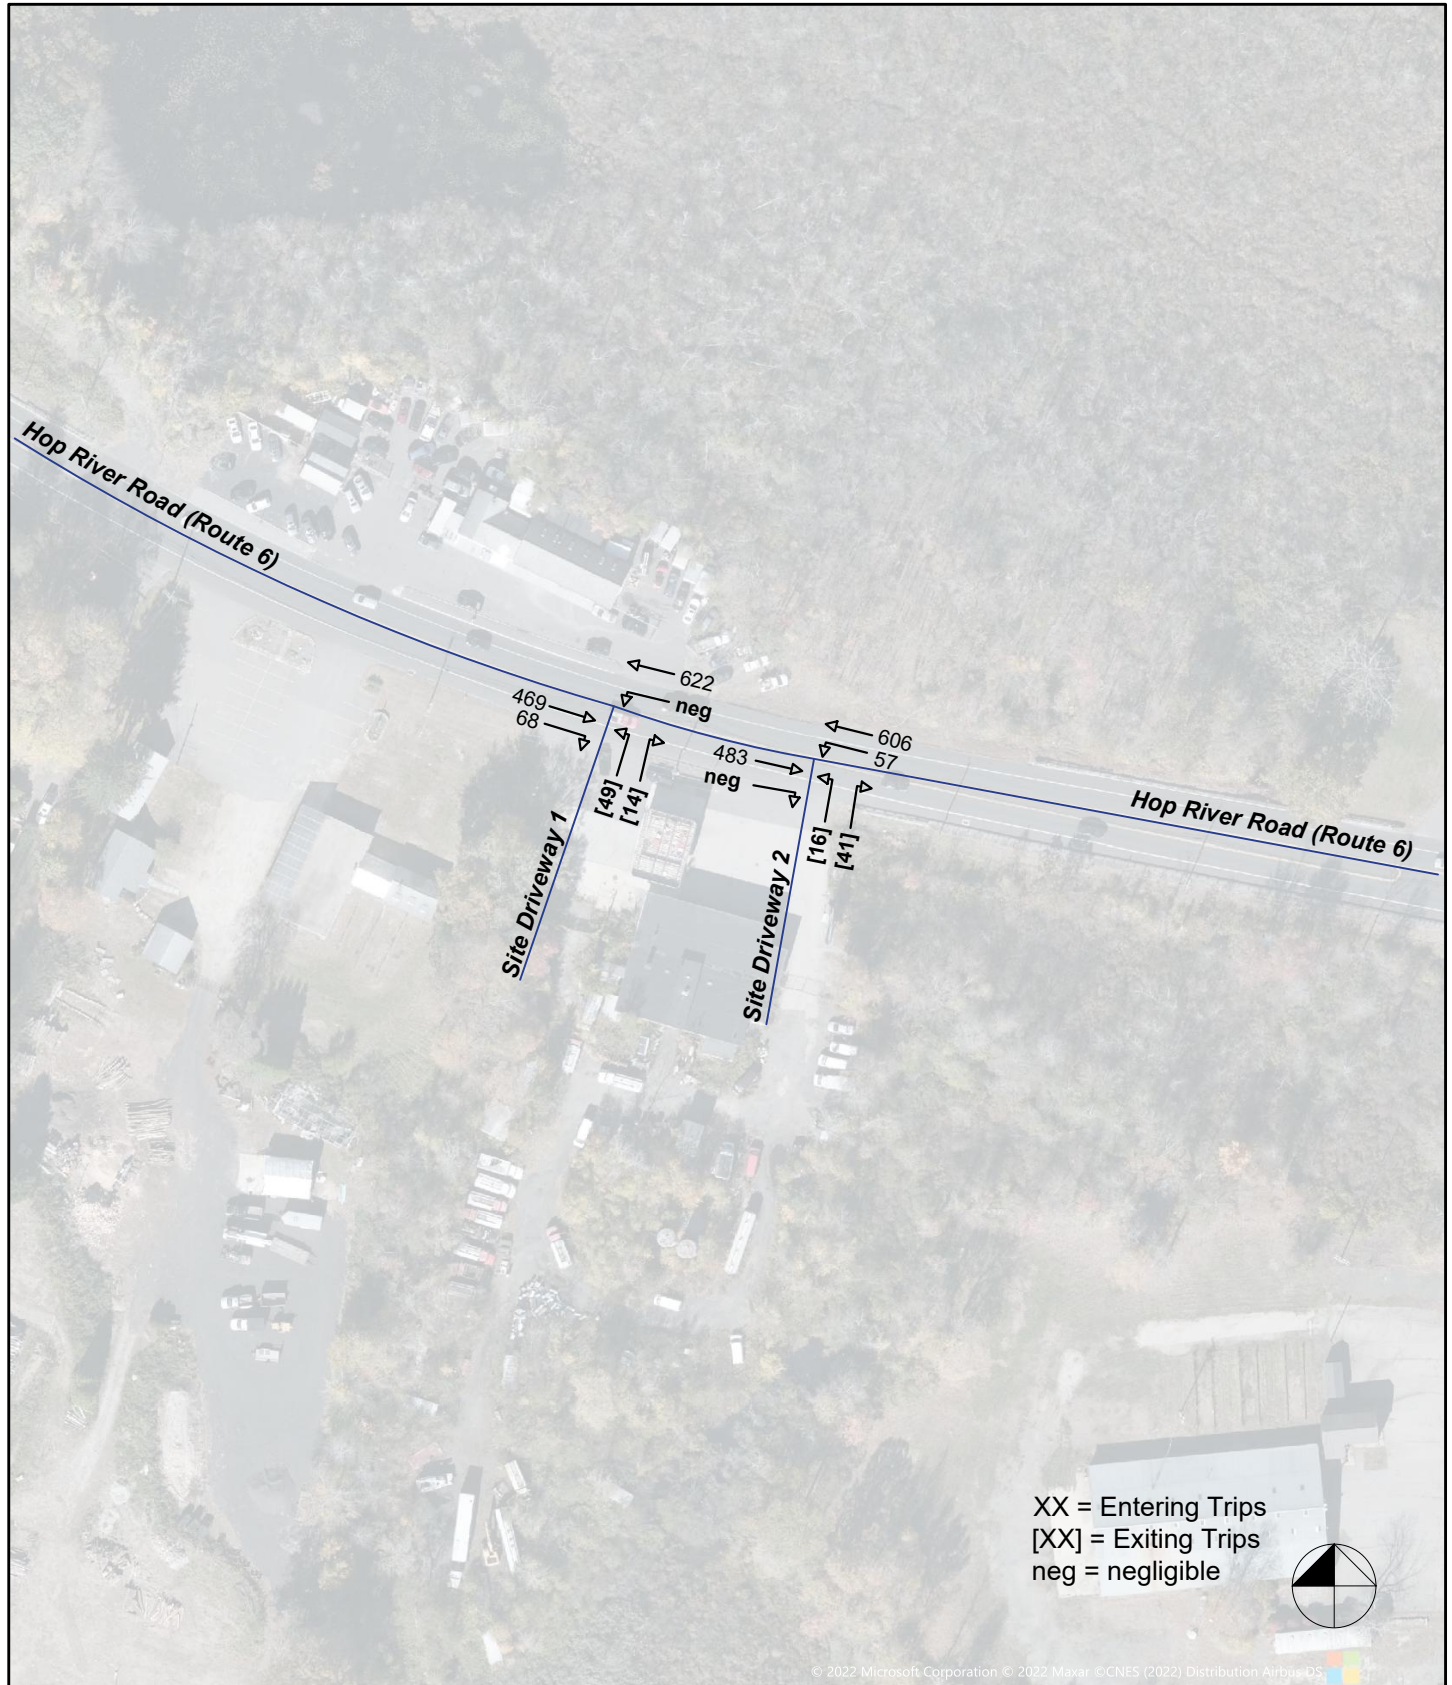 Hop River Road (Route 6)
622
neg
469
68
[49]
[14]
606
57
483
neg
[16]
[41]
Hop River Road (Route 6)
Site Driveway 1
Site Driveway 2
XX = Entering Trips
[XX] = Exiting Trips
neg = negligible
© 2022 Microsoft Corporation © 2022 Maxar ©CNES (2022) Distribution Airbus DS